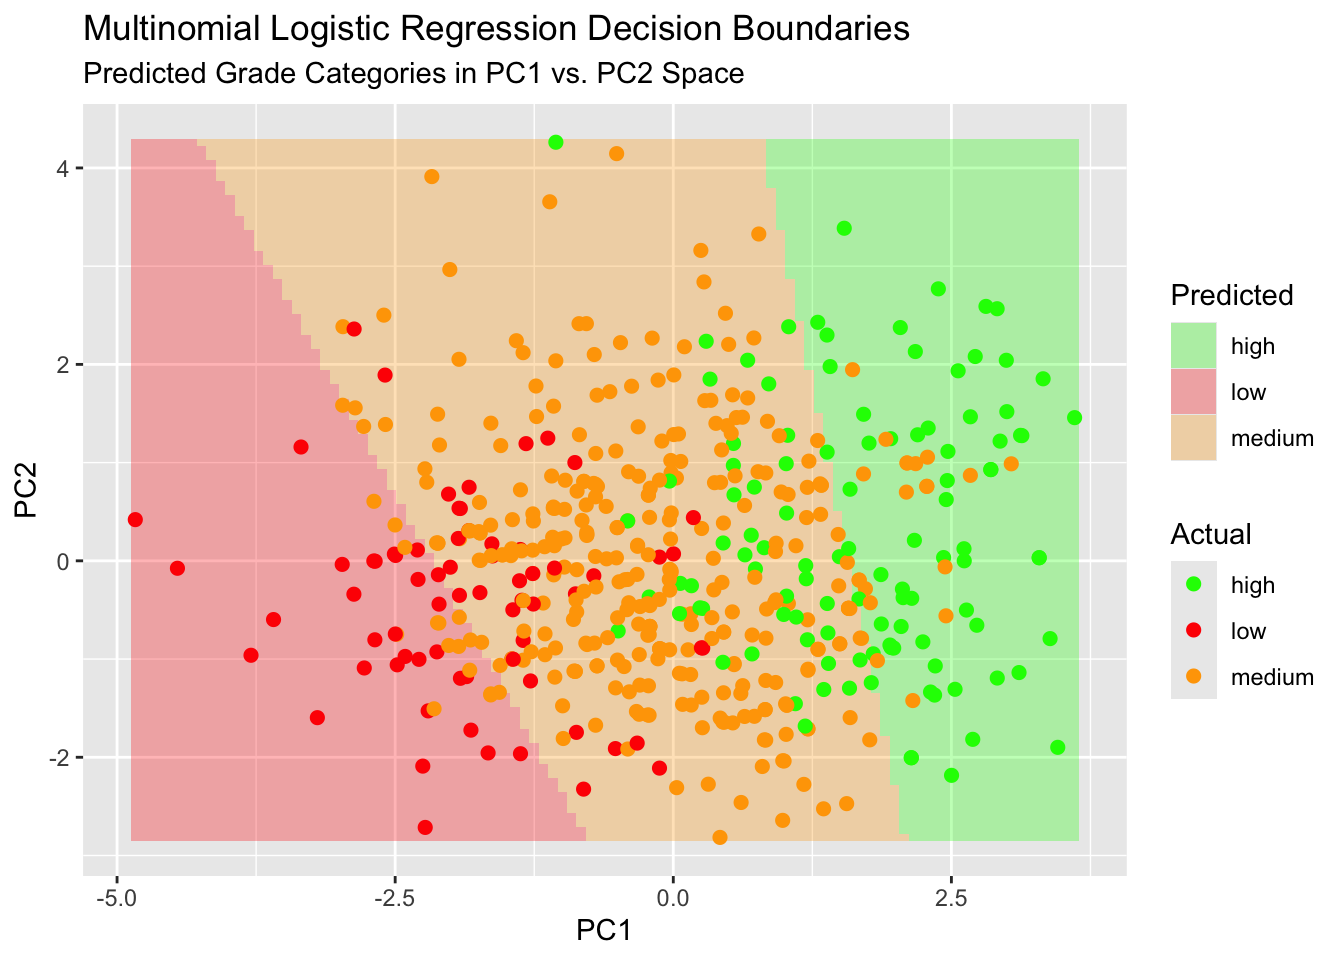 Multinomial Logistic Regression Decision Boundaries
Predicted Grade Categories in PC1 vs. PC2 Space
4
2
0
-2
PC2
-5.0
-2.5
0.0
2.5
PC1
Predicted
high
low
medium
Actual
high
low
medium